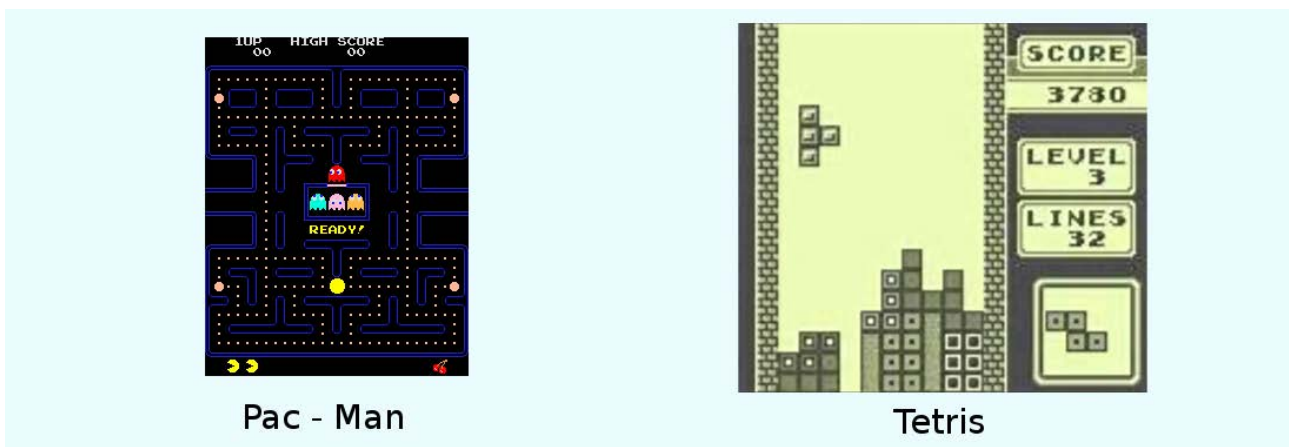 1UP HIGH SCORE
00 00
READY!
Pac - Man
SCORE
3780
LEVEL
3
LINES
32
Tetris